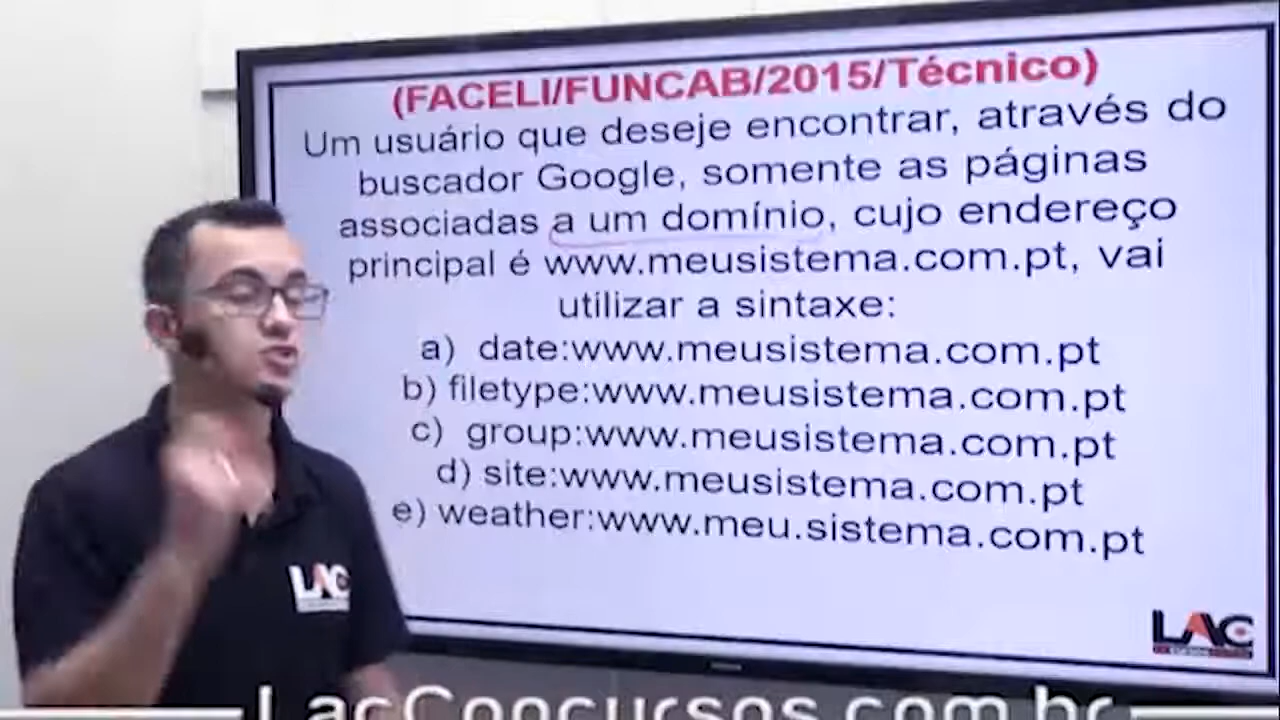 (FACELI/FUNCAB/2015/Técnico)
Um usuário que deseje encontrar, através do
buscador Google, somente as páginas
associadas a um domínio, cujo endereço
principal é www.meusistema.com.pt, vai
utilizar a sintaxe:
a) date:www.meusistema.com.pt
b) filetype:www.meusistema.com.pt
c) group:www.meusistema.com.pt
d) site:www.meusistema.com.pt
e) weather:www.meu.sistema.com.pt
LAC
LAC
LacConcursos.com.br